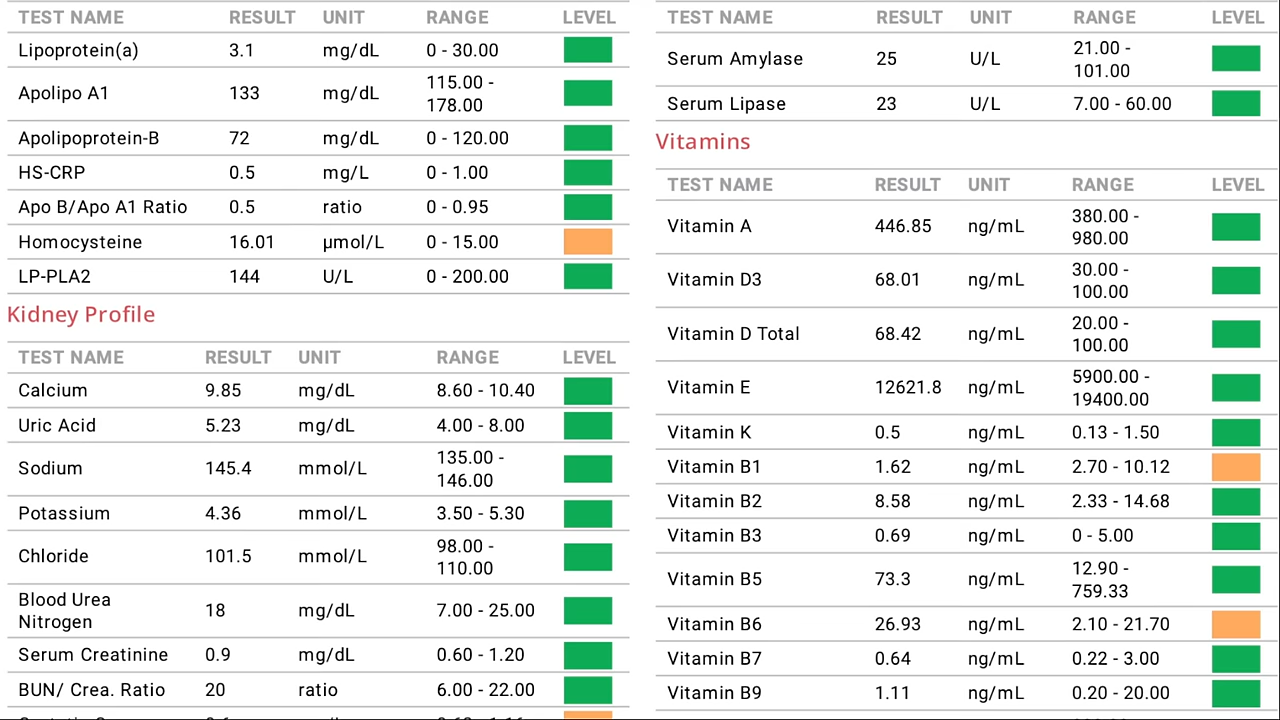 TEST NAME RESULT UNIT RANGE LEVEL
Lipoprotein(a) 3.1 mg/dL 0 - 30.00
Apolipo A1 133 mg/dL 115.00 - 178.00
Apolipoprotein-B 72 mg/dL 0 - 120.00
HS-CRP 0.5 mg/L 0 - 1.00
Apo B/Apo A1 Ratio 0.5 ratio 0 - 0.95
Homocysteine 16.01 µmol/L 0 - 15.00
LP-PLA2 144 U/L 0 - 200.00
Kidney Profile
TEST NAME RESULT UNIT RANGE LEVEL
Calcium 9.85 mg/dL 8.60 - 10.40
Uric Acid 5.23 mg/dL 4.00 - 8.00
Sodium 145.4 mmol/L 135.00 - 146.00
Potassium 4.36 mmol/L 3.50 - 5.30
Chloride 101.5 mmol/L 98.00 - 110.00
Blood Urea Nitrogen 18 mg/dL 7.00 - 25.00
Serum Creatinine 0.9 mg/dL 0.60 - 1.20
BUN/ Crea. Ratio 20 ratio 6.00 - 22.00
TEST NAME RESULT UNIT RANGE LEVEL
Serum Amylase 25 U/L 21.00 - 101.00
Serum Lipase 23 U/L 7.00 - 60.00
Vitamins
TEST NAME RESULT UNIT RANGE LEVEL
Vitamin A 446.85 ng/mL 380.00 - 980.00
Vitamin D3 68.01 ng/mL 30.00 - 100.00
Vitamin D Total 68.42 ng/mL 20.00 - 100.00
Vitamin E 12621.8 ng/mL 5900.00 - 19400.00
Vitamin K 0.5 ng/mL 0.13 - 1.50
Vitamin B1 1.62 ng/mL 2.70 - 10.12
Vitamin B2 8.58 ng/mL 2.33 - 14.68
Vitamin B3 0.69 ng/mL 0 - 5.00
Vitamin B5 73.3 ng/mL 12.90 - 759.33
Vitamin B6 26.93 ng/mL 2.10 - 21.70
Vitamin B7 0.64 ng/mL 0.22 - 3.00
Vitamin B9 1.11 ng/mL 0.20 - 20.00